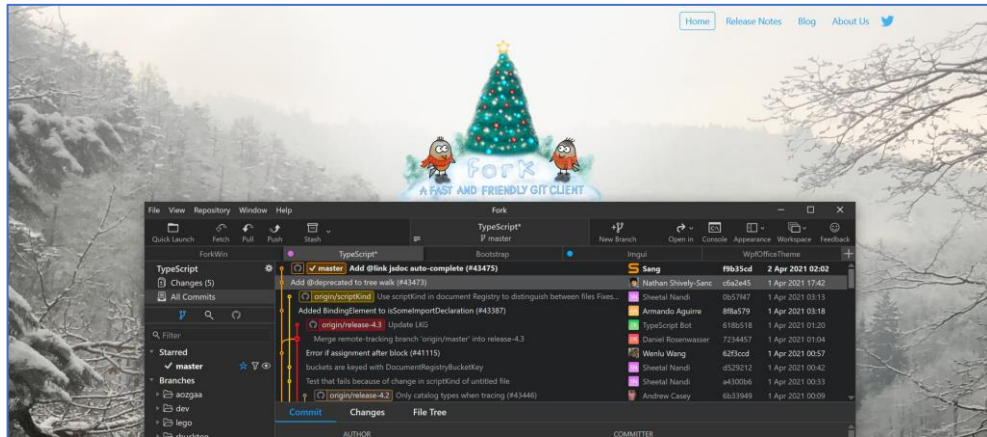 Home Release Notes Blog About Us
Fork
A FAST AND FRIENDLY GIT CLIENT
File View Repository Window Help Fork
Quick Launch Fetch Pull Push Stash TypeScript* master New Branch Open in Console Appearance Workspace Feedback
ForkWin TypeScript* Bootstrap Imgui WpfOfficeTheme
TypeScript
Changes (5)
All Commits
Filter
Starred
master
Branches
aozgaa
dev
lego
master Add @link jsdoc auto-complete (#43475) Sang f9b35cd 2 Apr 2021 02:02
Add @deprecated to tree walk (#43473) Nathan Shively-Sanc c6a2e45 1 Apr 2021 17:42
origin/scriptKind Use scriptKind in document Registry to distinguish between files Fixes... Sheetal Nandi 0b57f47 1 Apr 2021 03:13
Added BindingElement to isSomeImportDeclaration (#43387) Armando Aguirre 8f8a579 1 Apr 2021 03:18
origin/release-4.3 Update LKG TypeScript Bot 618b518 1 Apr 2021 01:20
Merge remote-tracking branch 'origin/master' into release-4.3 Daniel Rosenwasser 7234457 1 Apr 2021 01:04
Error if assignment after block (#41115) Wenlu Wang 62f3ccd 1 Apr 2021 00:57
buckets are keyed with DocumentRegistryBucketKey Sheetal Nandi d529212 1 Apr 2021 00:42
Test that fails because of change in scriptKind of untitled file Sheetal Nandi a4300b6 1 Apr 2021 00:33
origin/release-4.2 Only catalog types when tracing (#43446) Andrew Casey 6b33949 1 Apr 2021 00:09
Commit Changes File Tree
AUTHOR COMMITTER